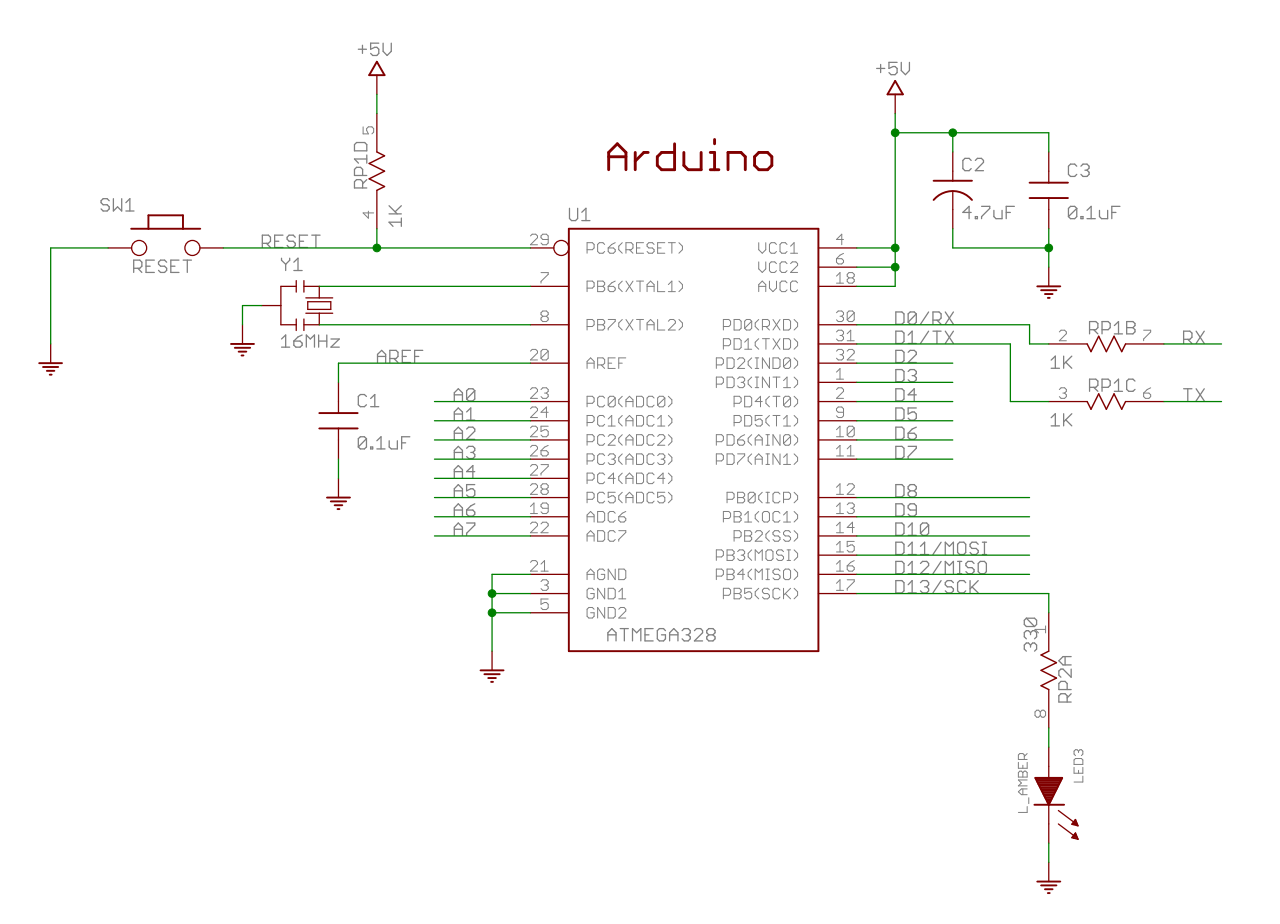 +5V
+5V
5
RP1D
Arduino
C2
C3
4
1K
4.7uF
0.1uF
SW1
U1
RESET
29
PC6(RESET)
VCC1
4
RESET
VCC2
6
Y1
7
PB6(XTAL1)
AVCC
18
8
PB7(XTAL2)
PD0(RXD)
30
D0/RX
16MHz
PD1(TXD)
31
D1/TX
2
RP1B
7
RX
1K
AREF
20
AREF
PD2(IND0)
32
D2
PD3(INT1)
1
D3
A0
23
PC0(ADC0)
PD4(T0)
2
D4
3
RP1C
6
TX
1K
C1
A1
24
PC1(ADC1)
PD5(T1)
9
D5
0.1uF
A2
25
PC2(ADC2)
PD6(AIN0)
10
D6
A3
26
PC3(ADC3)
PD7(AIN1)
11
D7
A4
27
PC4(ADC4)
A5
28
PC5(ADC5)
PB0(ICP)
12
D8
A6
19
ADC6
PB1(OC1)
13
D9
A7
22
ADC7
PB2(SS)
14
D10
PB3(MOSI)
15
D11/MOSI
21
AGND
PB4(MISO)
16
D12/MISO
3
GND1
PB5(SCK)
17
D13/SCK
5
GND2
ATMEGA328
330
1
RP2A
8
L_AMBER
LED3